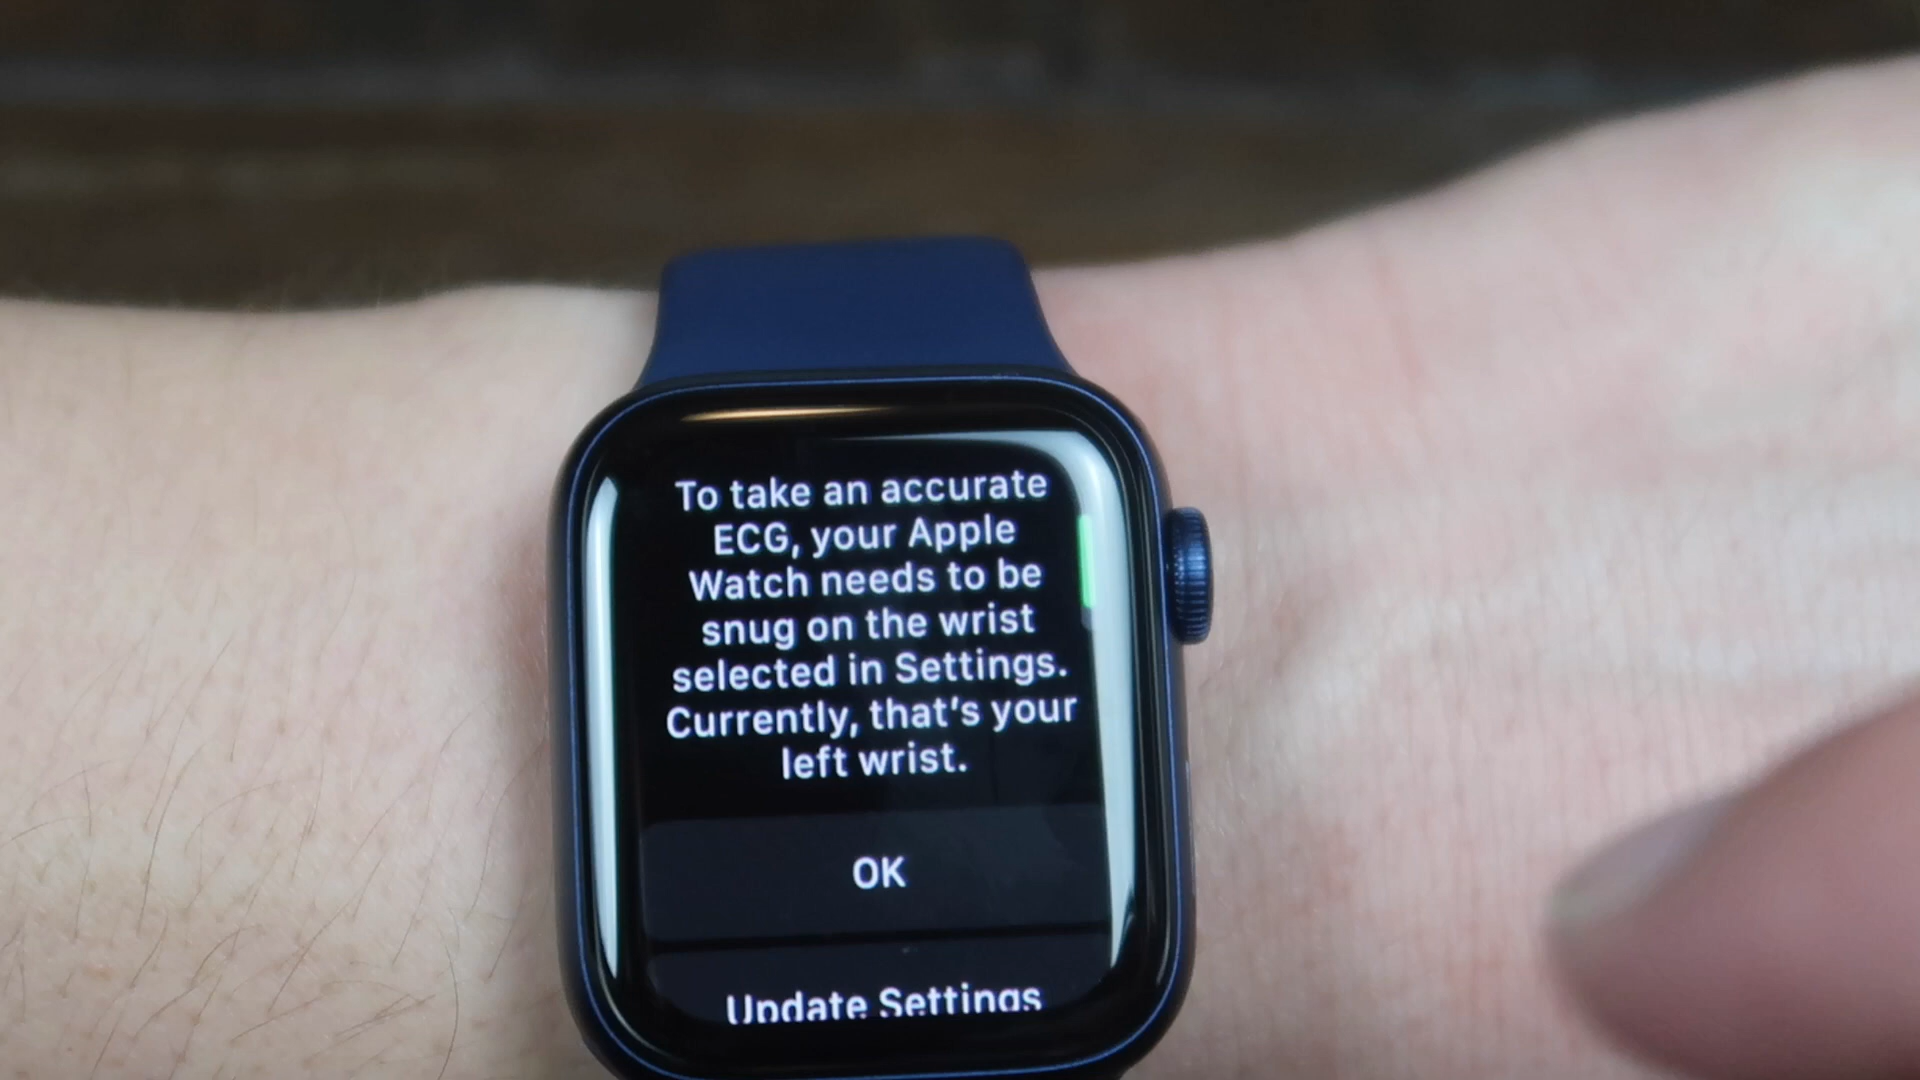 To take an accurate
ECG, your Apple
Watch needs to be
snug on the wrist
selected in Settings.
Currently, that's your
left wrist.
OK
Update Settings